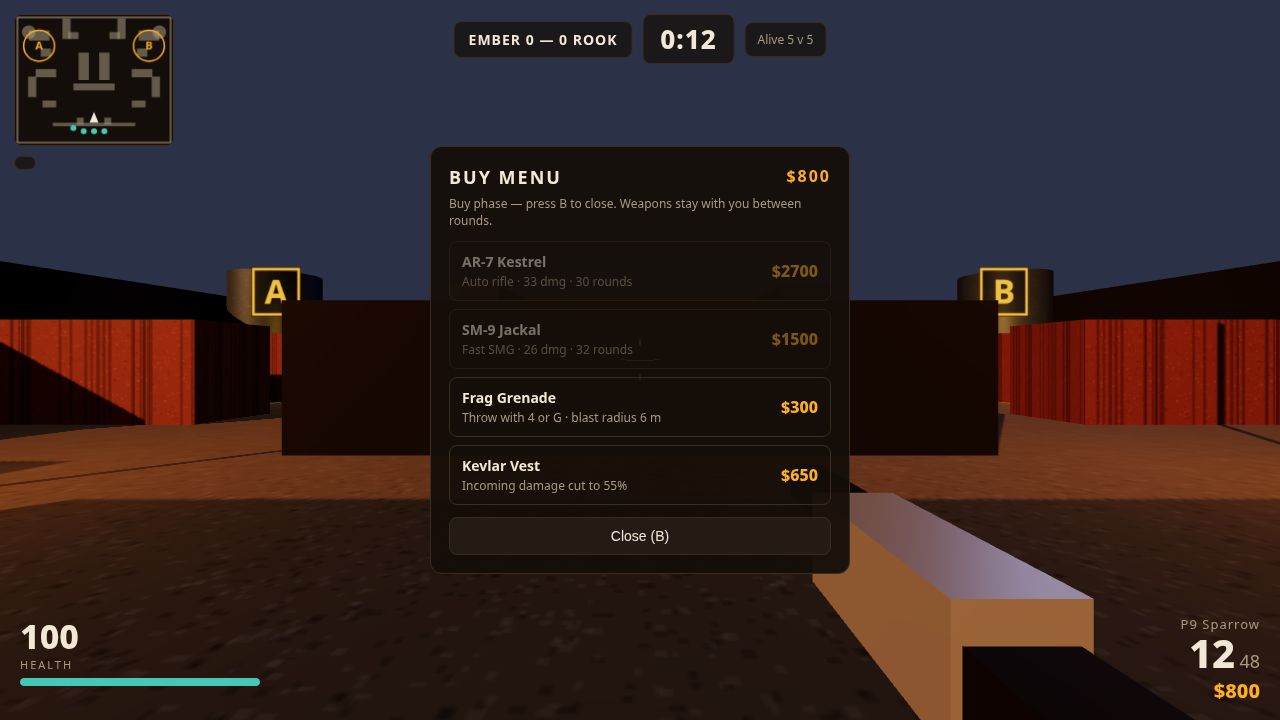 A
B
EMBER 0 — 0 ROOK
0:12
Alive 5 v 5
BUY MENU
$800
Buy phase — press B to close. Weapons stay with you between
rounds.
AR-7 Kestrel
Auto rifle · 33 dmg · 30 rounds
$2700
SM-9 Jackal
Fast SMG · 26 dmg · 32 rounds
$1500
Frag Grenade
Throw with 4 or G · blast radius 6 m
$300
Kevlar Vest
Incoming damage cut to 55%
$650
Close (B)
A
B
100
HEALTH
P9 Sparrow
12 48
$800